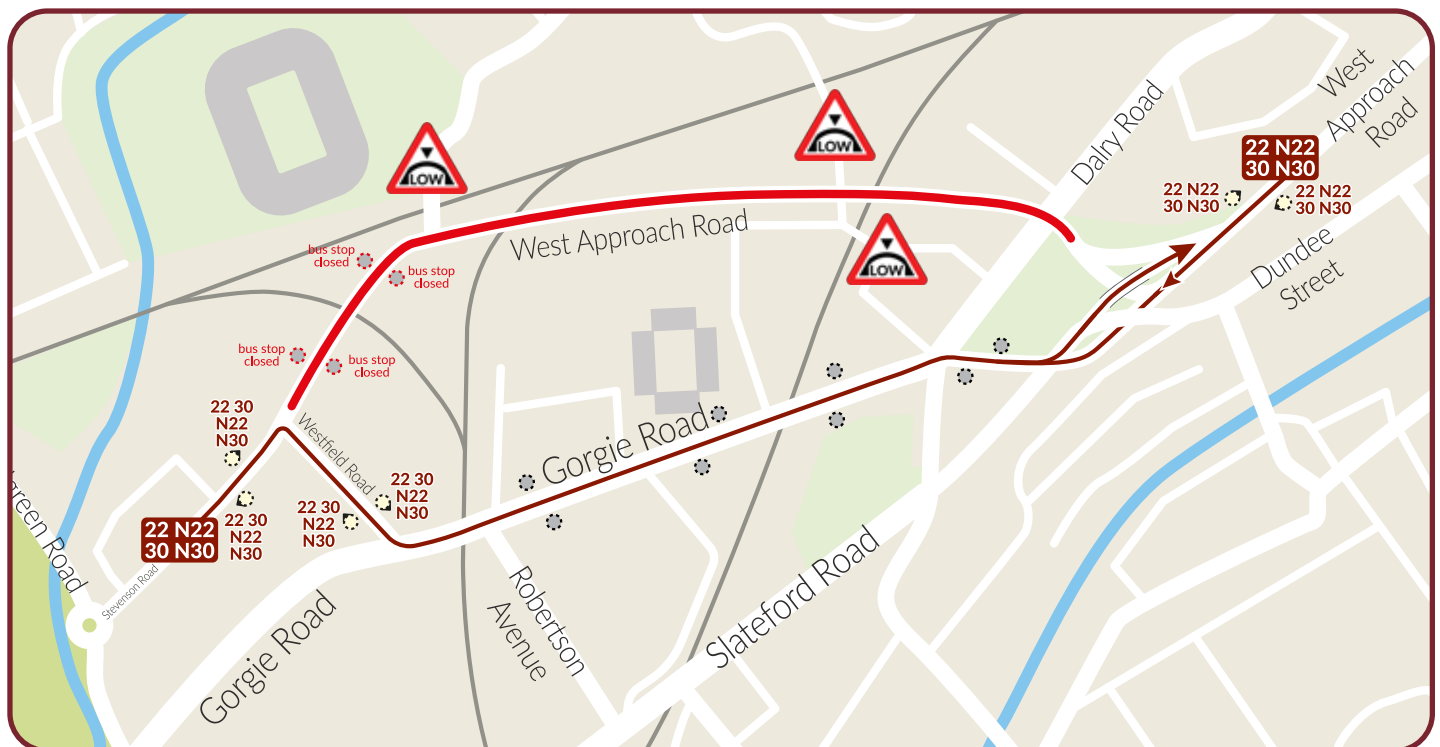 LOW
LOW
LOW
West
Approach
Road
Dalry Road
22 N22
30 N30
22 N22
30 N30
22 N22
30 N30
West Approach Road
Dundee
Street
bus stop
closed
bus stop
closed
bus stop
closed
bus stop
closed
22 30
N22
N30
Westfield Road
Gorgie Road
22 30
N22
N30
22 30
N22
N30
22 30
N22
N30
22 N22
30 N30
green Road
Stevenson Road
Gorgie Road
Robertson
Avenue
Slateford Road